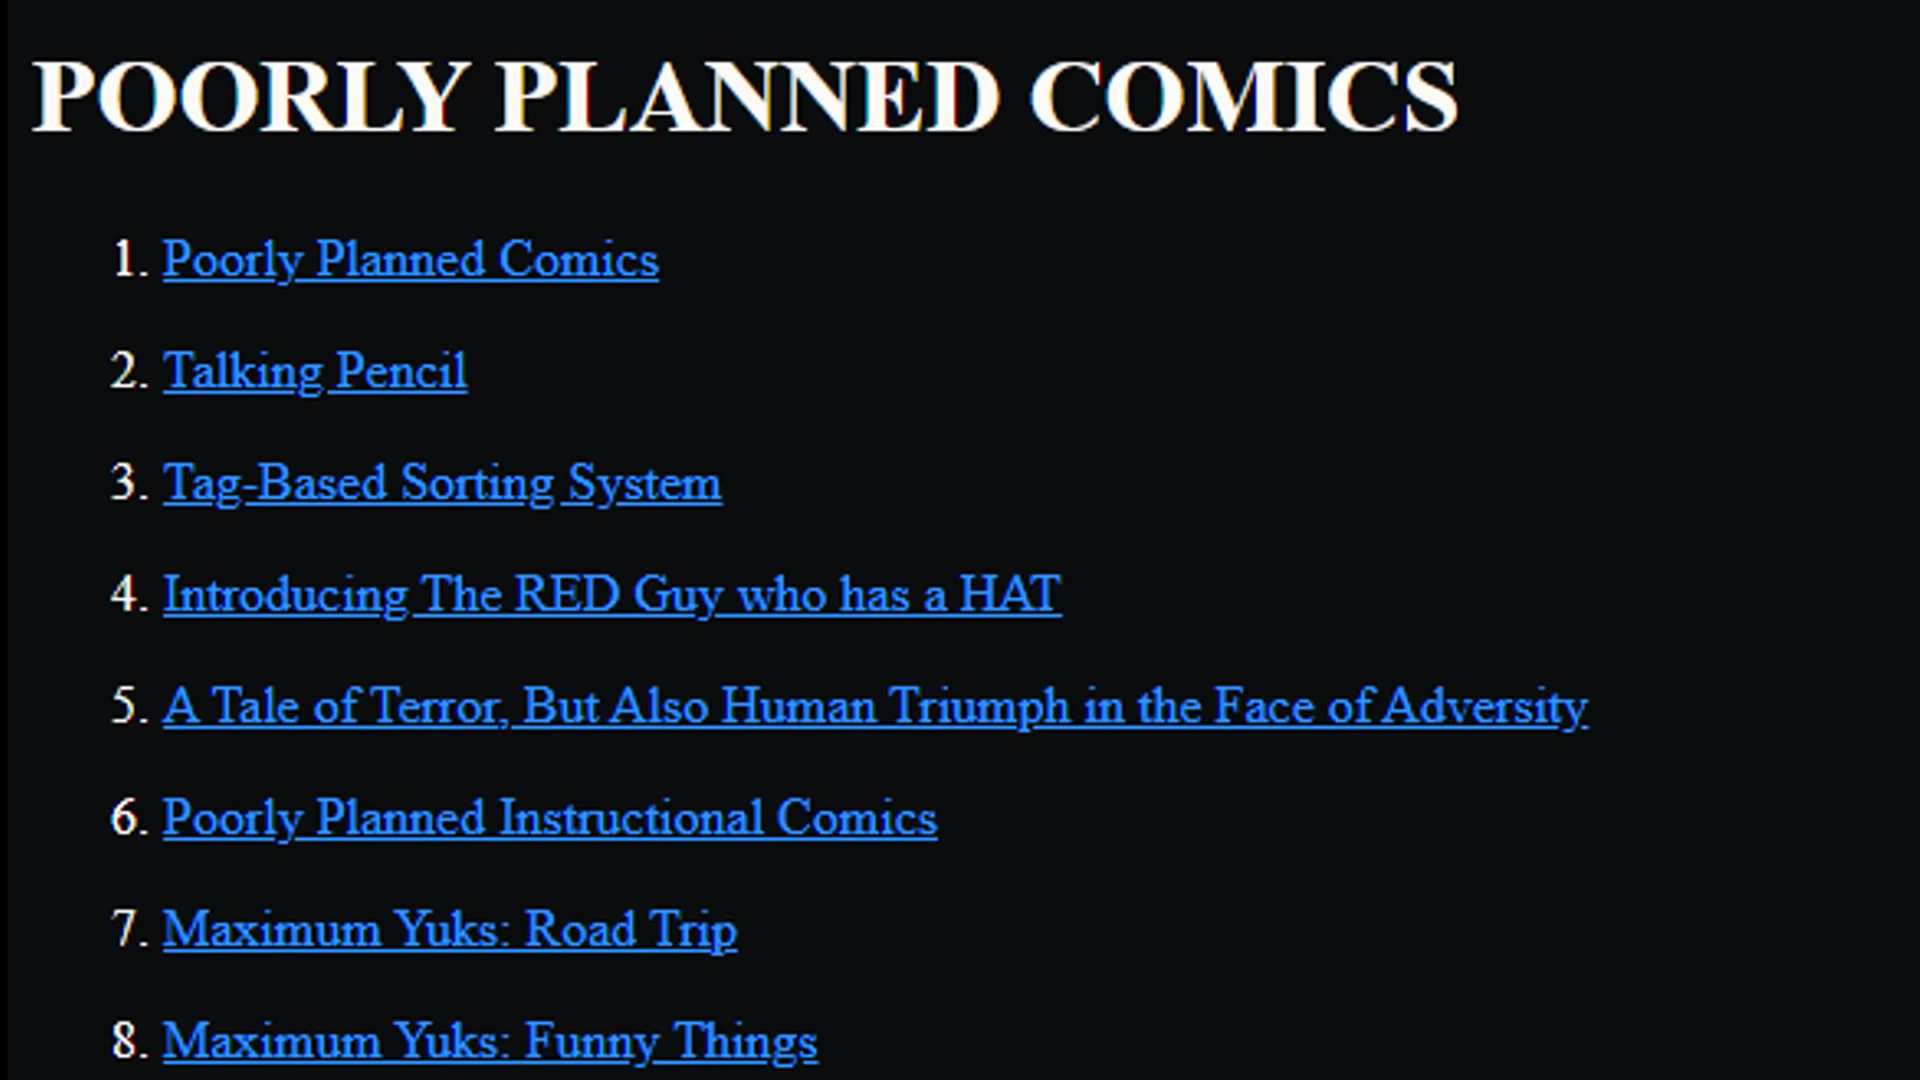 POORLY PLANNED COMICS
1. Poorly Planned Comics
2. Talking Pencil
3. Tag-Based Sorting System
4. Introducing The RED Guy who has a HAT
5. A Tale of Terror, But Also Human Triumph in the Face of Adversity
6. Poorly Planned Instructional Comics
7. Maximum Yuks: Road Trip
8. Maximum Yuks: Funny Things